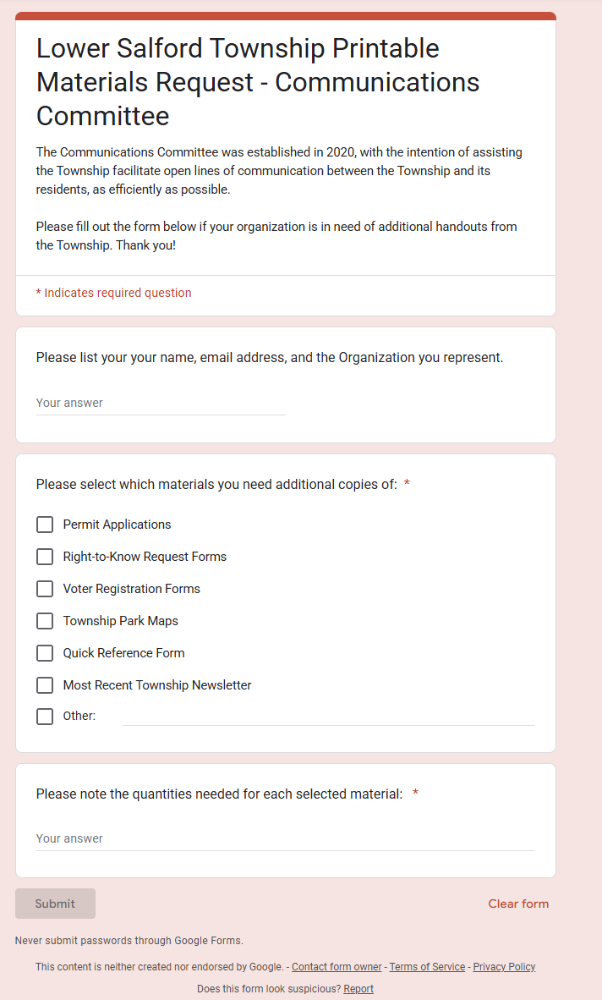 Lower Salford Township Printable
Materials Request - Communications
Committee
The Communications Committee was established in 2020, with the intention of assisting
the Township facilitate open lines of communication between the Township and its
residents, as efficiently as possible.
Please fill out the form below if your organization is in need of additional handouts from
the Township. Thank you!
* Indicates required question
Please list your your name, email address, and the Organization you represent.
Your answer
Please select which materials you need additional copies of: *
Permit Applications
Right-to-Know Request Forms
Voter Registration Forms
Township Park Maps
Quick Reference Form
Most Recent Township Newsletter
Other:
Please note the quantities needed for each selected material: *
Your answer
Submit Clear form
Never submit passwords through Google Forms.
This content is neither created nor endorsed by Google. - Contact form owner - Terms of Service - Privacy Policy
Does this form look suspicious? Report